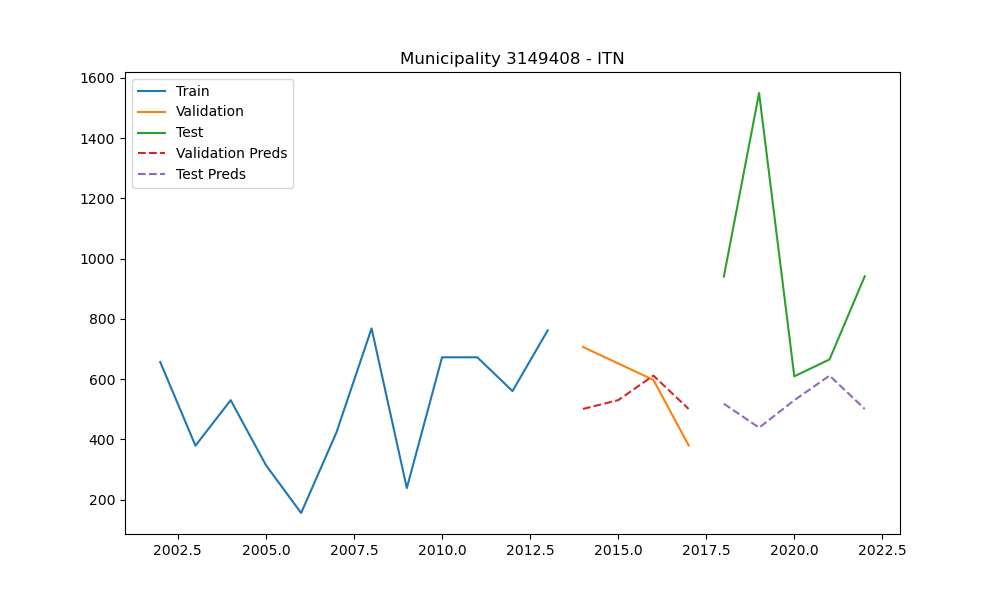 Municipality 3149408 - ITN
1600
1400
1200
1000
800
600
400
200
Train
Validation
Test
Validation Preds
Test Preds
2002.5 2005.0 2007.5 2010.0 2012.5 2015.0 2017.5 2020.0 2022.5